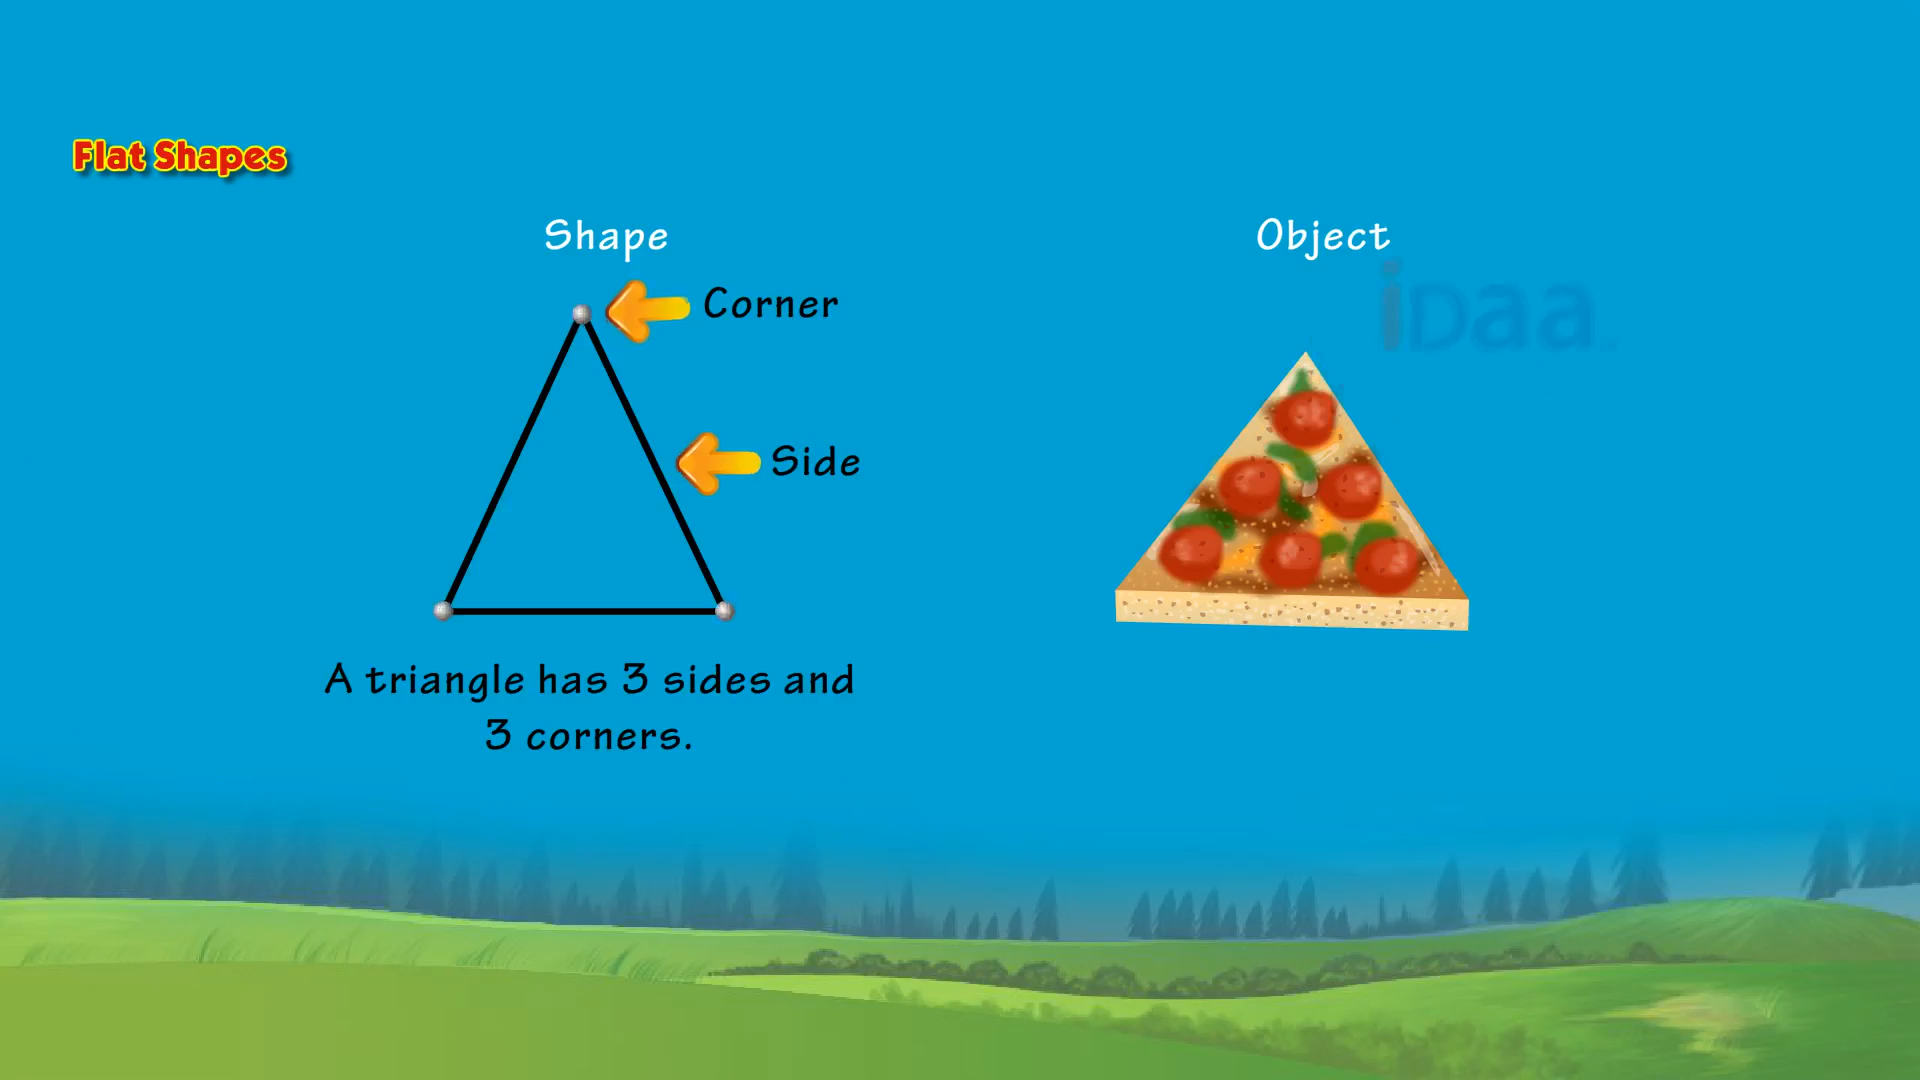 Flat Shapes
Shape
Object
Corner
iDaa
Side
A triangle has 3 sides and
3 corners.